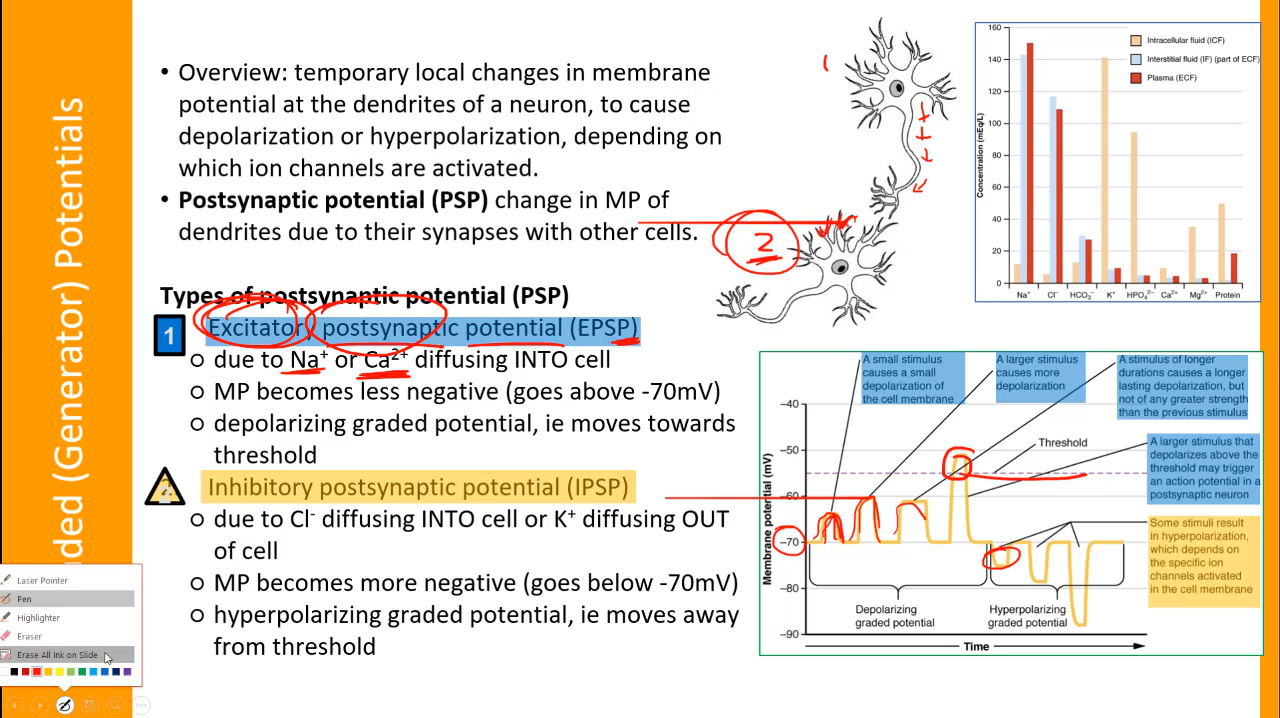 ded (Generator) Potentials
• Overview: temporary local changes in membrane
potential at the dendrites of a neuron, to cause
depolarization or hyperpolarization, depending on
which ion channels are activated.
• Postsynaptic potential (PSP) change in MP of
dendrites due to their synapses with other cells.
Types of postsynaptic potential (PSP)
1
Excitatory postsynaptic potential (EPSP)
○ due to Na⁺ or Ca²⁺ diffusing INTO cell
○ MP becomes less negative (goes above -70mV)
○ depolarizing graded potential, ie moves towards
threshold
2
Inhibitory postsynaptic potential (IPSP)
○ due to Cl⁻ diffusing INTO cell or K⁺ diffusing OUT
of cell
○ MP becomes more negative (goes below -70mV)
○ hyperpolarizing graded potential, ie moves away
from threshold
1
2
160
140
120
100
80
60
40
20
0
Concentration (mEq/L)
Intracellular fluid (ICF)
Interstitial fluid (IF) (part of ECF)
Plasma (ECF)
Na⁺ Cl⁻ HCO₃⁻ K⁺ HPO₄²⁻ Ca²⁺ Mg²⁺ Protein
A small stimulus
causes a small
depolarization of
the cell membrane
A larger stimulus
causes more
depolarization
A stimulus of longer
durations causes a longer
lasting depolarization, but
not of any greater strength
than the previous stimulus
A larger stimulus that
depolarizes above the
threshold may trigger
an action potential in a
postsynaptic neuron
Some stimuli result
in hyperpolarization,
which depends on
the specific ion
channels activated
in the cell membrane
Threshold
−40
−50
−60
−70
−80
−90
Membrane potential (mV)
Depolarizing
graded potential
Hyperpolarizing
graded potential
Time
Laser Pointer
Pen
Highlighter
Eraser
Erase All Ink on Slide